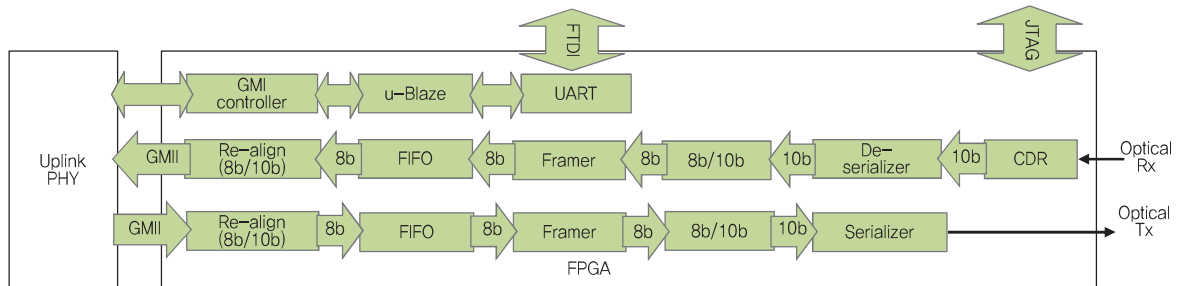 FTDI
JTAG
GMI
controller
u-Blaze
UART
Uplink
PHY
GMII
Re-align
(8b/10b)
8b
FIFO
8b
Framer
8b
8b/10b
10b
De-
serializer
10b
CDR
Optical
Rx
GMII
Re-align
(8b/10b)
8b
FIFO
8b
Framer
8b
8b/10b
10b
Serializer
Optical
Tx
FPGA